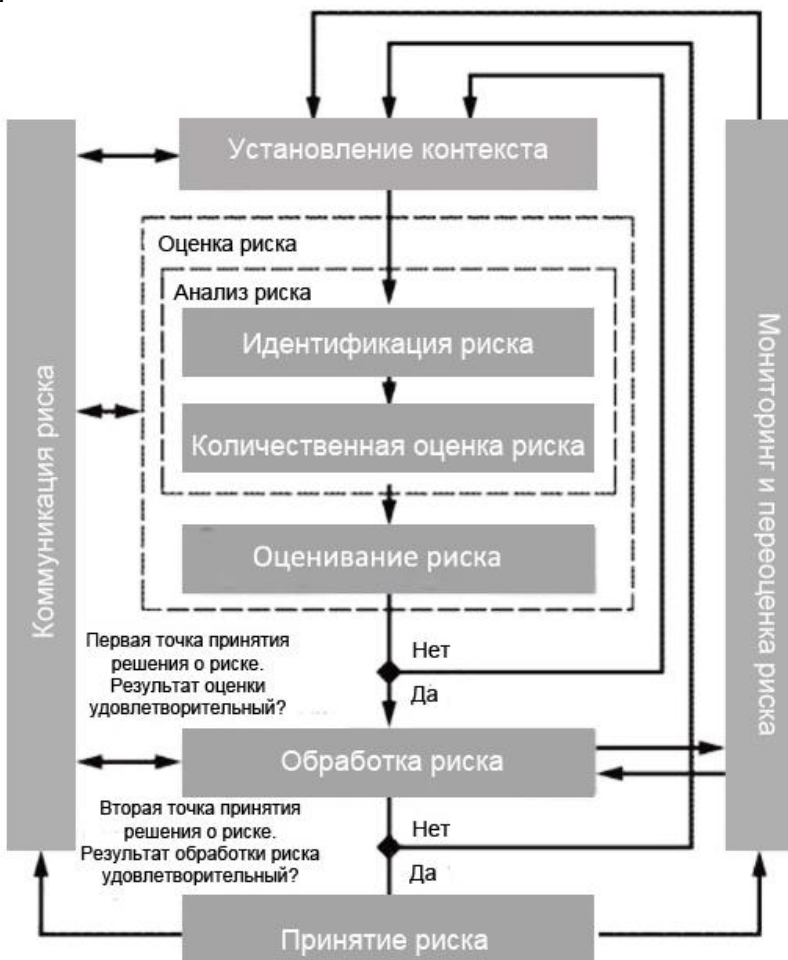 Установление контекста
Оценка риска
Анализ риска
Идентификация риска
Количественная оценка риска
Оценивание риска
Коммуникация риска
Мониторинг и переоценка риска
Первая точка принятия
решения о риске.
Результат оценки
удовлетворительный?
Нет
Да
Обработка риска
Вторая точка принятия
решения о риске.
Результат обработки риска
удовлетворительный?
Нет
Да
Принятие риска